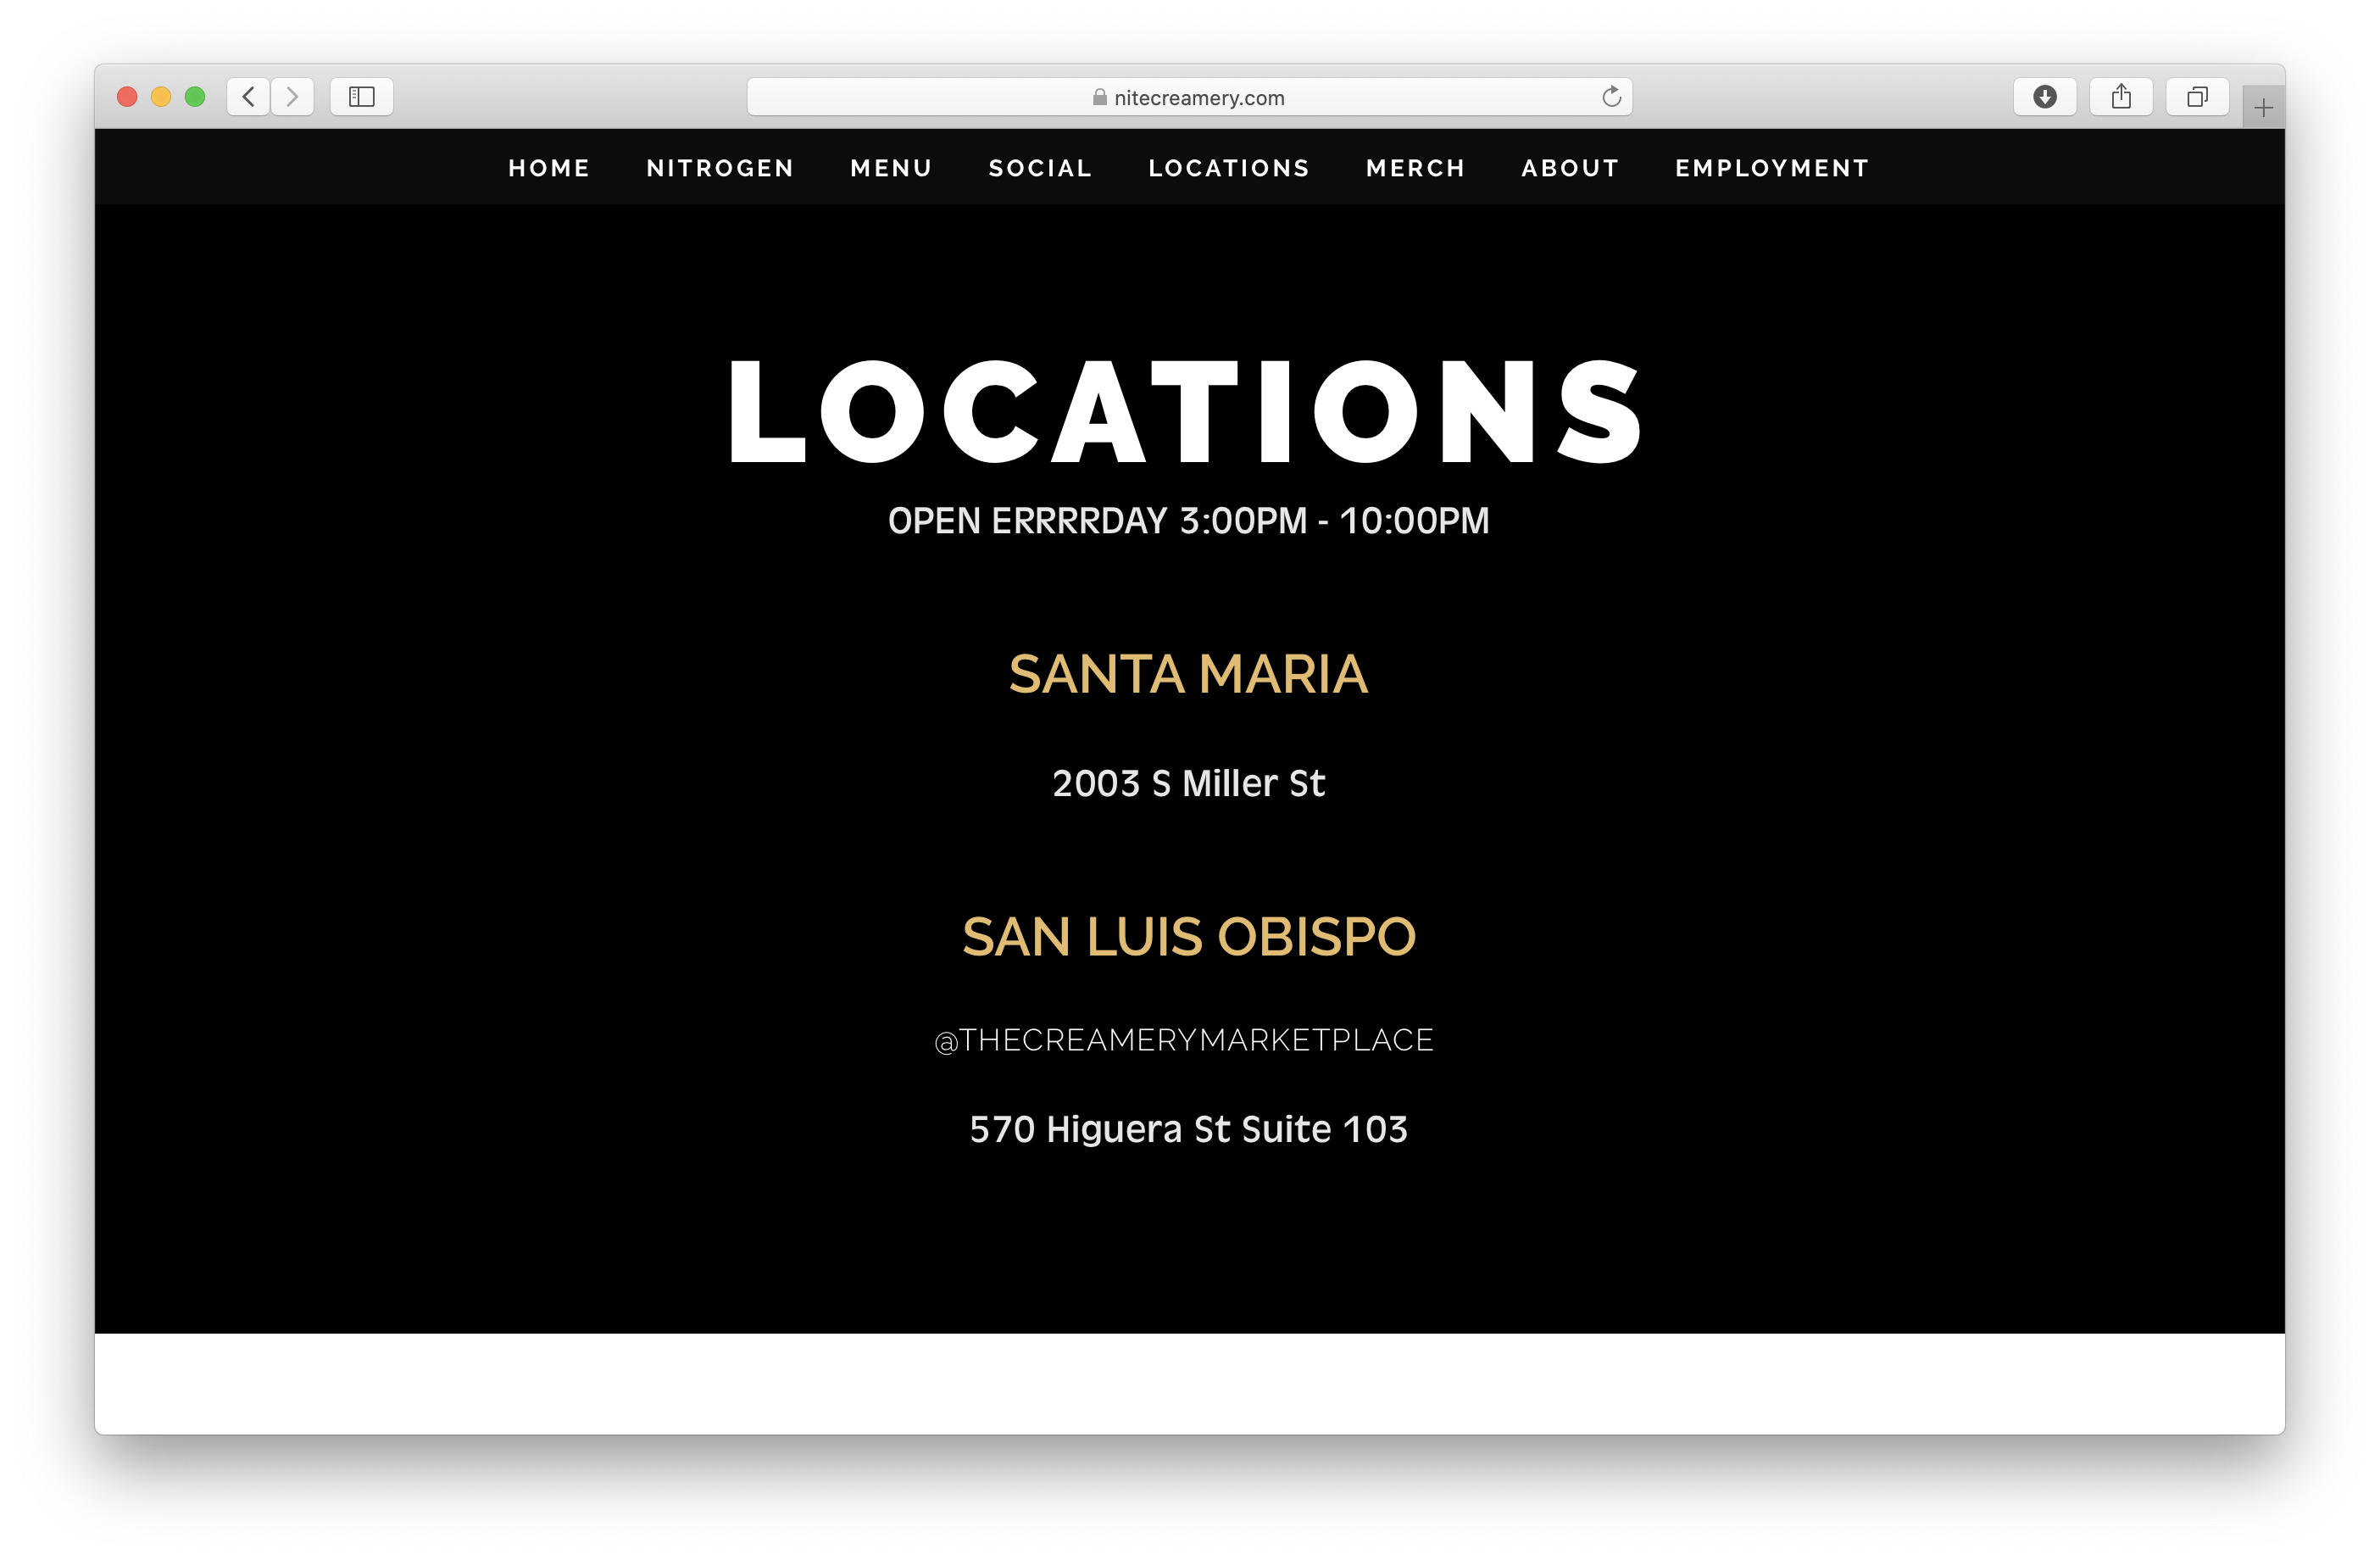 nitecreamery.com
HOME NITROGEN MENU SOCIAL LOCATIONS MERCH ABOUT EMPLOYMENT
LOCATIONS
OPEN ERRRRDAY 3:00PM - 10:00PM
SANTA MARIA
2003 S Miller St
SAN LUIS OBISPO
@THECREAMERYMARKETPLACE
570 Higuera St Suite 103